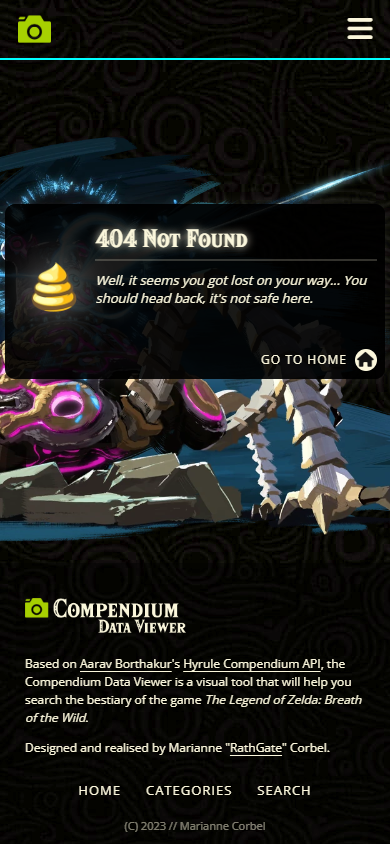 404 Not Found
Well, it seems you got lost on your way... You
should head back, it's not safe here.
GO TO HOME
Compendium
Data Viewer
Based on Aarav Borthakur's Hyrule Compendium API, the
Compendium Data Viewer is a visual tool that will help you
search the bestiary of the game The Legend of Zelda: Breath
of the Wild.
Designed and realised by Marianne "RathGate" Corbel.
HOME CATEGORIES SEARCH
(C) 2023 // Marianne Corbel